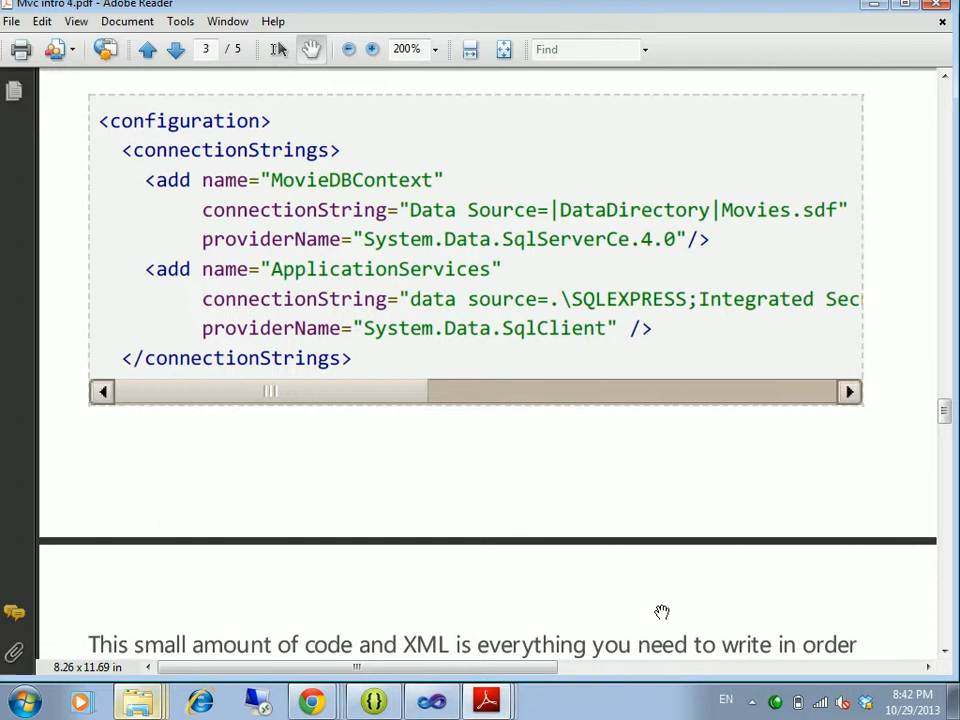 Mvc intro 4.pdf - Adobe Reader
File Edit View Document Tools Window Help
3 / 5 200% Find
<configuration>
<connectionStrings>
<add name="MovieDBContext"
connectionString="Data Source=|DataDirectory|Movies.sdf"
providerName="System.Data.SqlServerCe.4.0"/>
<add name="ApplicationServices"
connectionString="data source=.\SQLEXPRESS;Integrated Sec
providerName="System.Data.SqlClient" />
</connectionStrings>
This small amount of code and XML is everything you need to write in order
8.26 x 11.69 in
EN
8:42 PM
10/29/2013